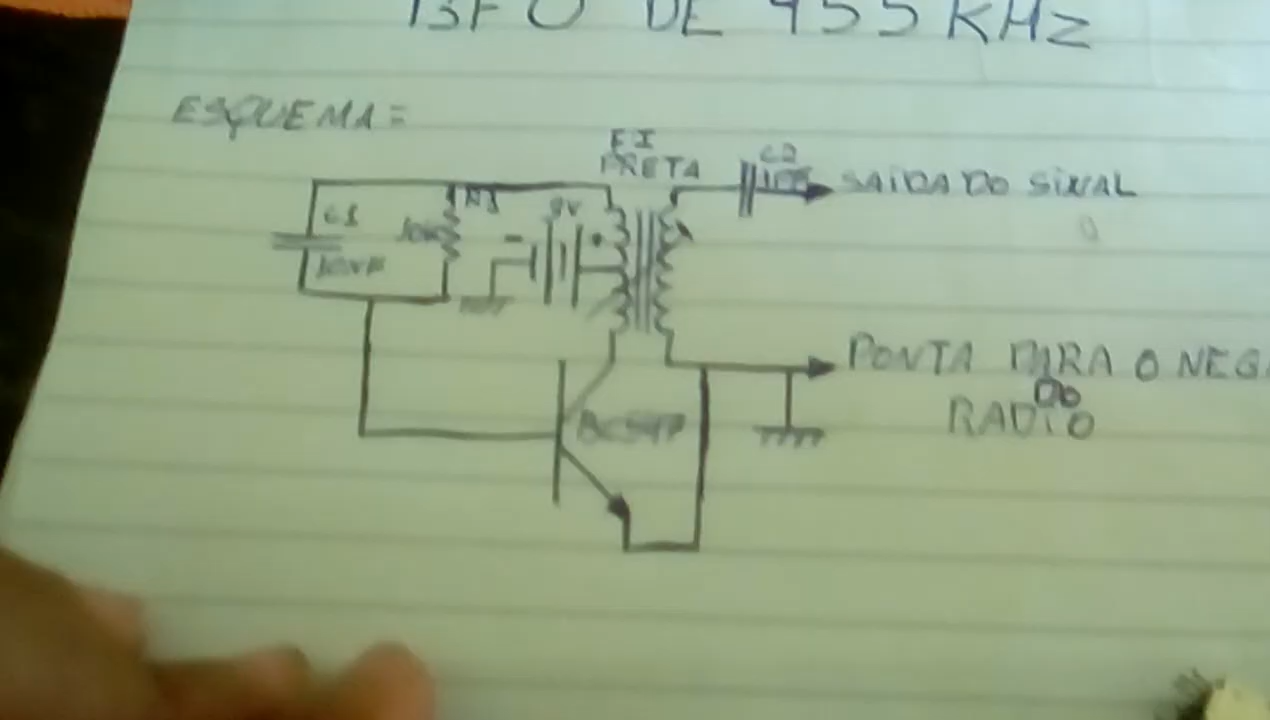 BFO DE 455 KHz
ESQUEMA=
FI
PRETA
C2
SAÍDA DO SINAL
R1
C1
9V
10K
-
+
PONTA PARA O NEG
DO
RADIO
BC547